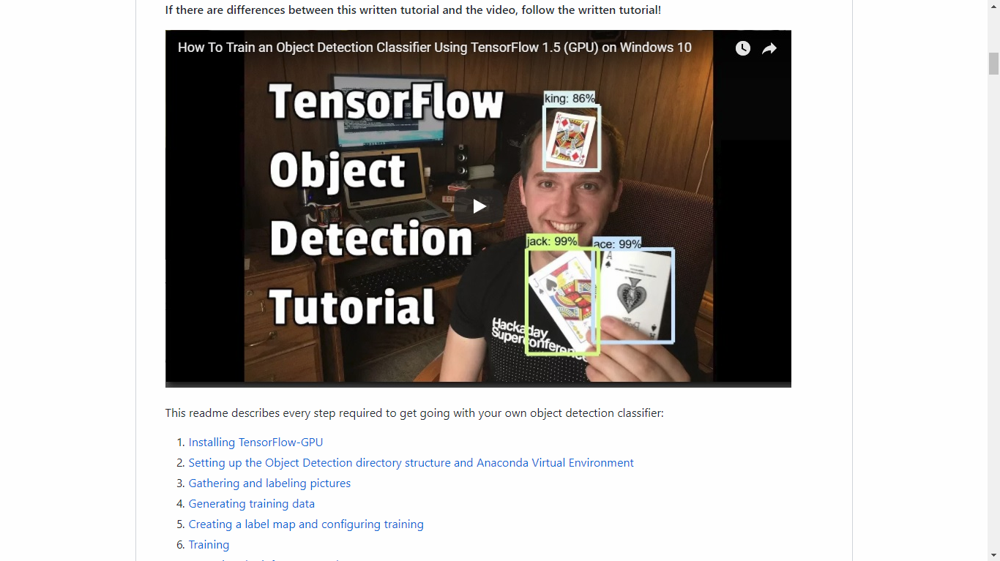 If there are differences between this written tutorial and the video, follow the written tutorial!
How To Train an Object Detection Classifier Using TensorFlow 1.5 (GPU) on Windows 10
TensorFlow
Object
Detection
Tutorial
king: 86%
K
jack: 99%
ace: 99%
J
A
Hackaday
Superconference
This readme describes every step required to get going with your own object detection classifier:
1. Installing TensorFlow-GPU
2. Setting up the Object Detection directory structure and Anaconda Virtual Environment
3. Gathering and labeling pictures
4. Generating training data
5. Creating a label map and configuring training
6. Training